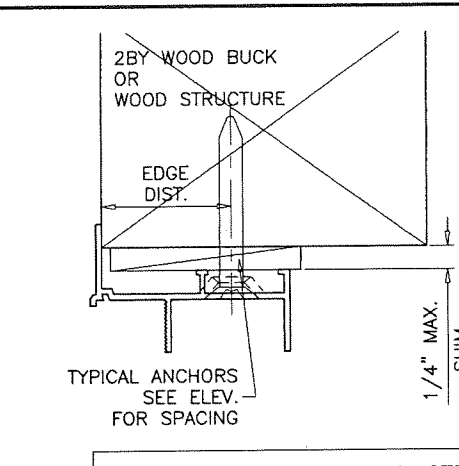 2BY WOOD BUCK
OR
WOOD STRUCTURE
EDGE
DIST.
1/4" MAX.
TYPICAL ANCHORS
SEE ELEV.
FOR SPACING